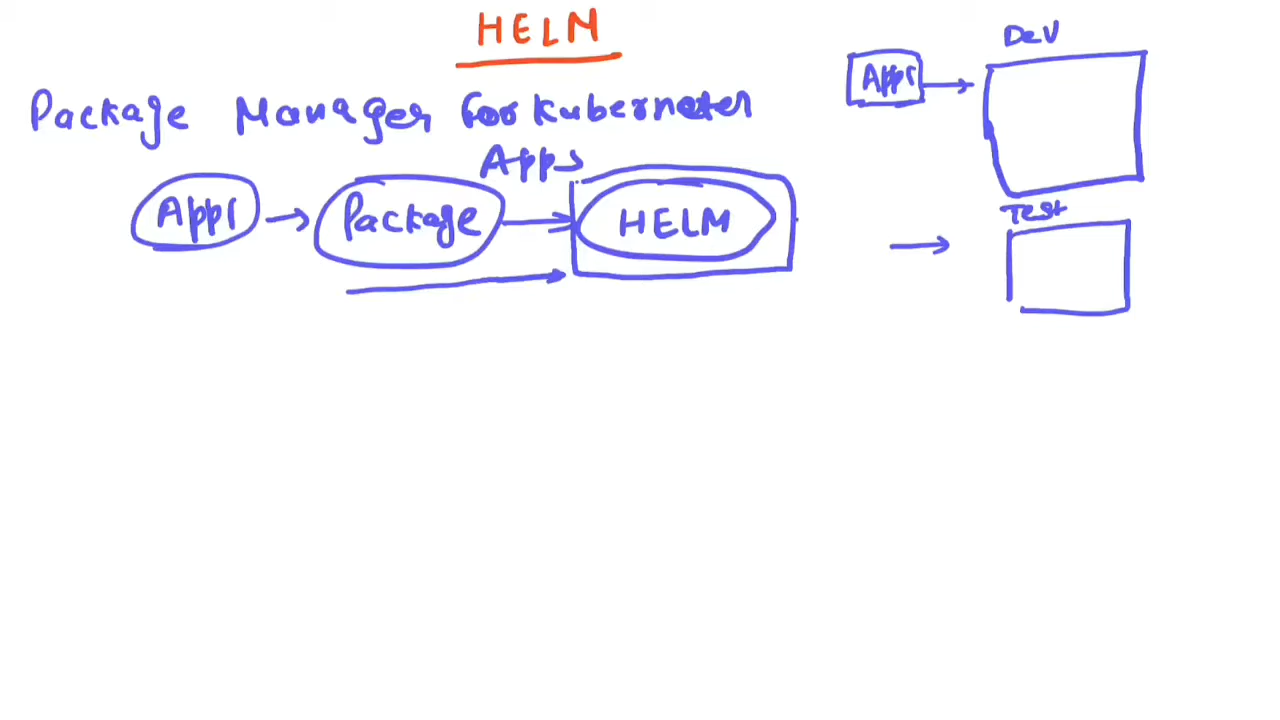 HELM
Package Manager for Kubernetes
Apps
App1
Package
HELM
App1
Dev
Test